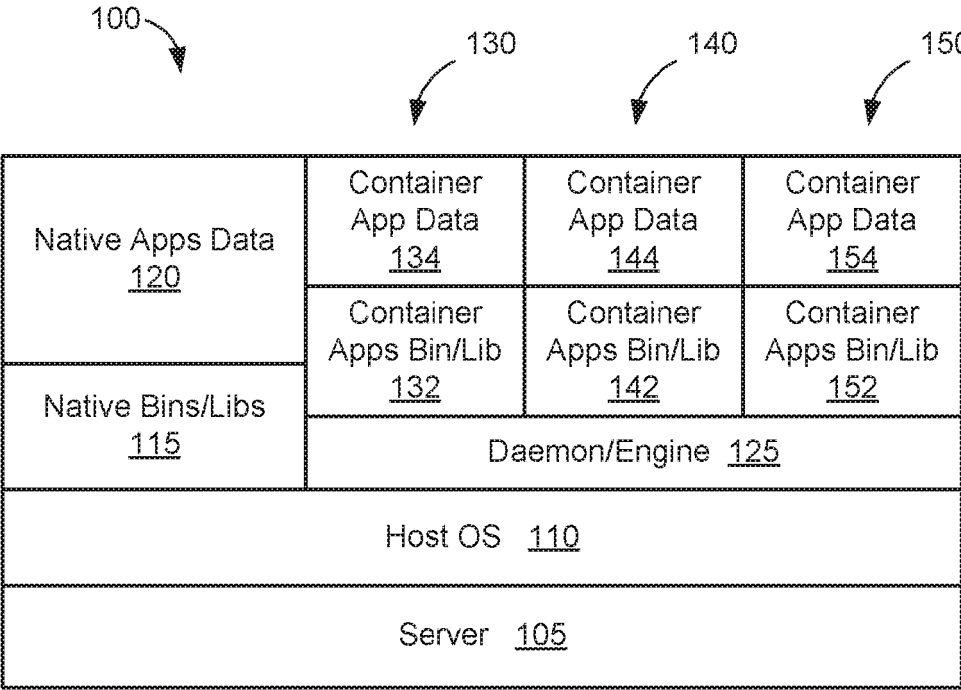 100
130
140
150
Native Apps Data
120
Container
App Data
134
Container
App Data
144
Container
App Data
154
Container
Apps Bin/Lib
132
Container
Apps Bin/Lib
142
Container
Apps Bin/Lib
152
Native Bins/Libs
115
Daemon/Engine 125
Host OS 110
Server 105